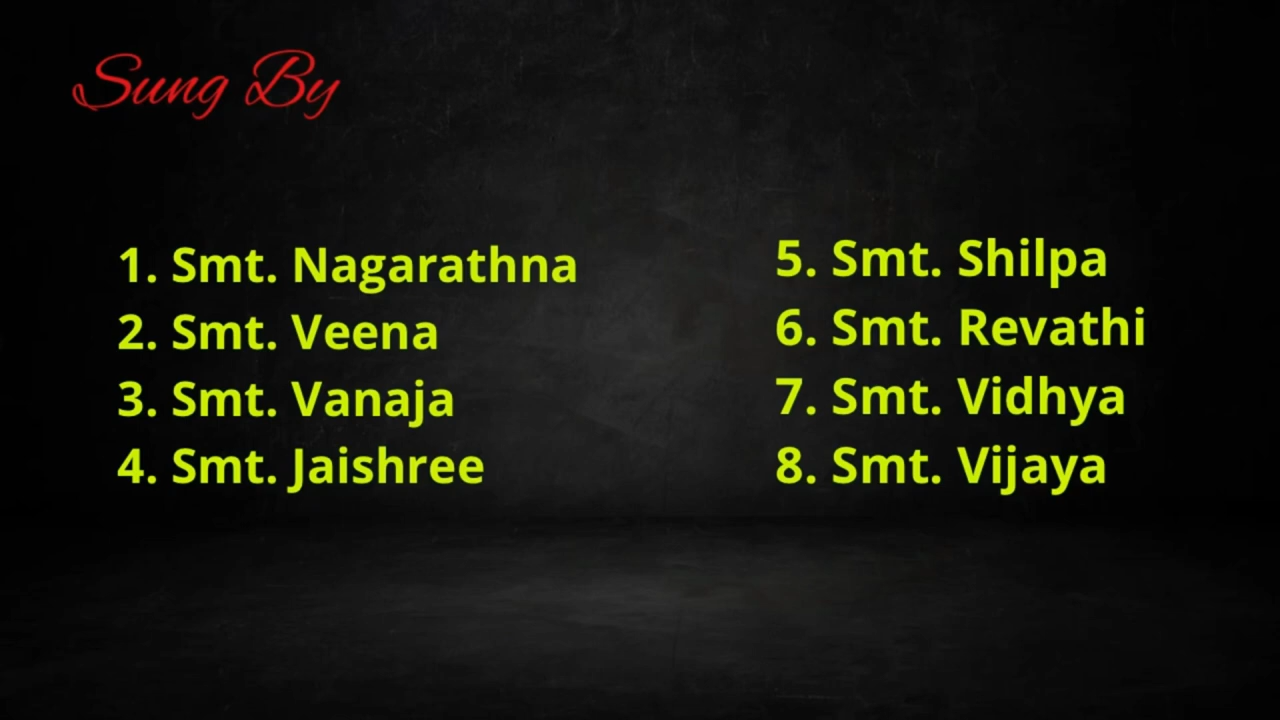 Sung By
1. Smt. Nagarathna
2. Smt. Veena
3. Smt. Vanaja
4. Smt. Jaishree
5. Smt. Shilpa
6. Smt. Revathi
7. Smt. Vidhya
8. Smt. Vijaya